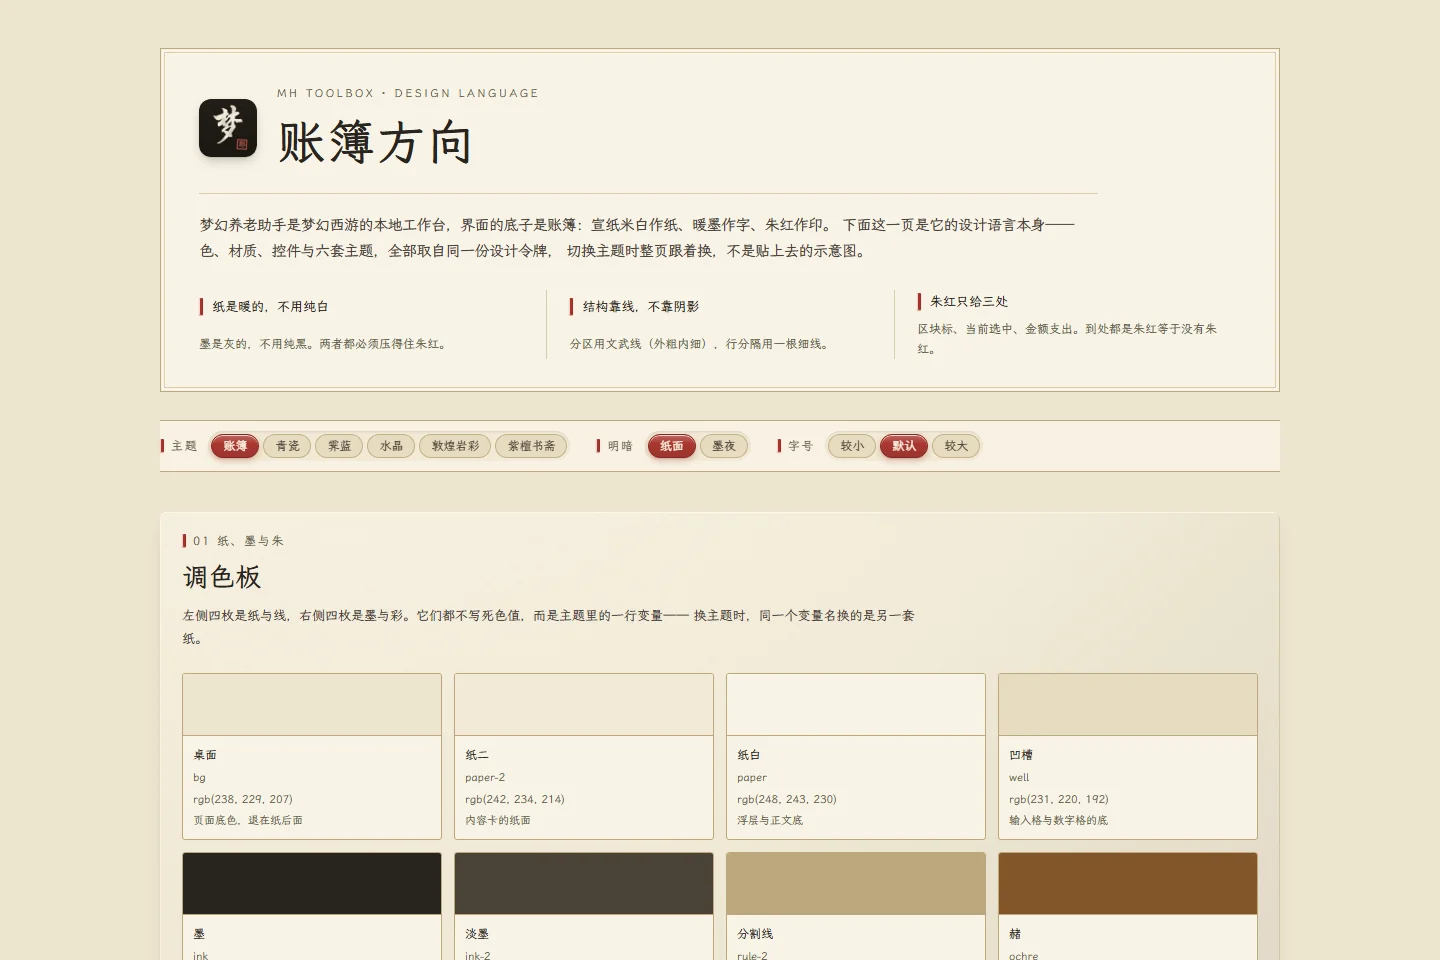 梦
MH TOOLBOX · DESIGN LANGUAGE
账簿方向
梦幻养老助手是梦幻西游的本地工作台，界面的底子是账簿：宣纸米白作纸、暖墨作字、朱红作印。 下面这一页是它的设计语言本身——
色、材质、控件与六套主题，全部取自同一份设计令牌， 切换主题时整页跟着换，不是贴上去的示意图。
纸是暖的，不用纯白
墨是灰的，不用纯黑。两者都必须压得住朱红。
结构靠线，不靠阴影
分区用文武线（外粗内细），行分隔用一根细线。
朱红只给三处
区块标、当前选中、金额支出。到处都是朱红等于没有朱
红。
主题 账簿 青瓷 霁蓝 水晶 敦煌岩彩 紫檀书斋 明暗 纸面 墨夜 字号 较小 默认 较大
01 纸、墨与朱
调色板
左侧四枚是纸与线，右侧四枚是墨与彩。它们都不写死色值，而是主题里的一行变量—— 换主题时，同一个变量名换的是另一套
纸。
桌面
bg
rgb(238, 229, 207)
页面底色，退在纸后面
纸二
paper-2
rgb(242, 234, 214)
内容卡的纸面
纸白
paper
rgb(248, 243, 230)
浮层与正文底
凹槽
well
rgb(231, 220, 192)
输入格与数字格的底
墨
ink
淡墨
ink-2
分割线
rule-2
赭
ochre